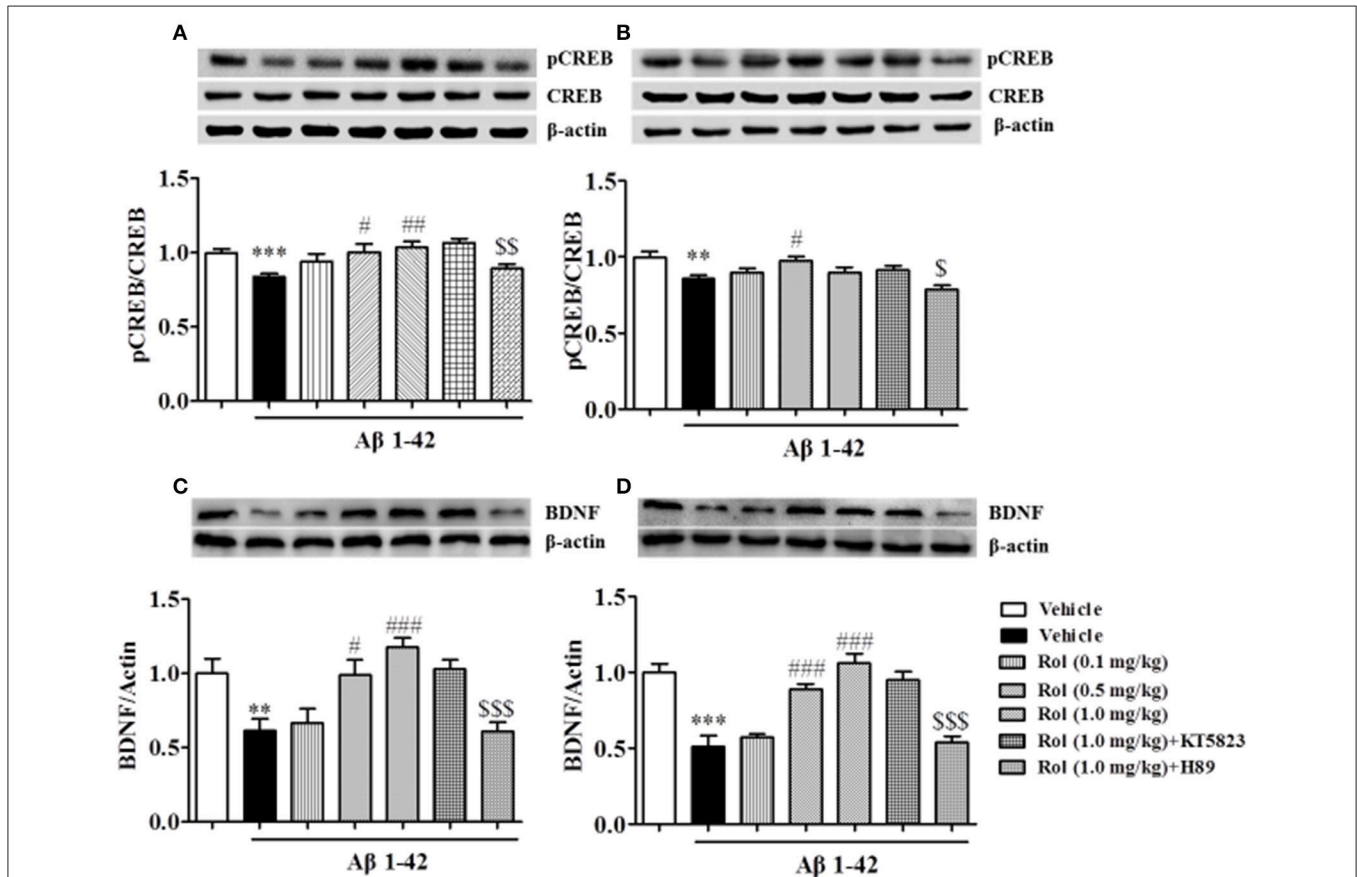 A
pCREB
CREB
β-actin
pCREB/CREB
1.5
1.0
0.5
0.0
***
#
##
$$
Aβ 1-42
B
pCREB
CREB
β-actin
pCREB/CREB
1.5
1.0
0.5
0.0
**
#
$
Aβ 1-42
C
BDNF
β-actin
BDNF/Actin
1.5
1.0
0.5
0.0
**
#
###
$$$
Aβ 1-42
D
BDNF
β-actin
BDNF/Actin
1.5
1.0
0.5
0.0
***
###
###
$$$
Aβ 1-42
Vehicle
Vehicle
Rol (0.1 mg/kg)
Rol (0.5 mg/kg)
Rol (1.0 mg/kg)
Rol (1.0 mg/kg)+KT5823
Rol (1.0 mg/kg)+H89